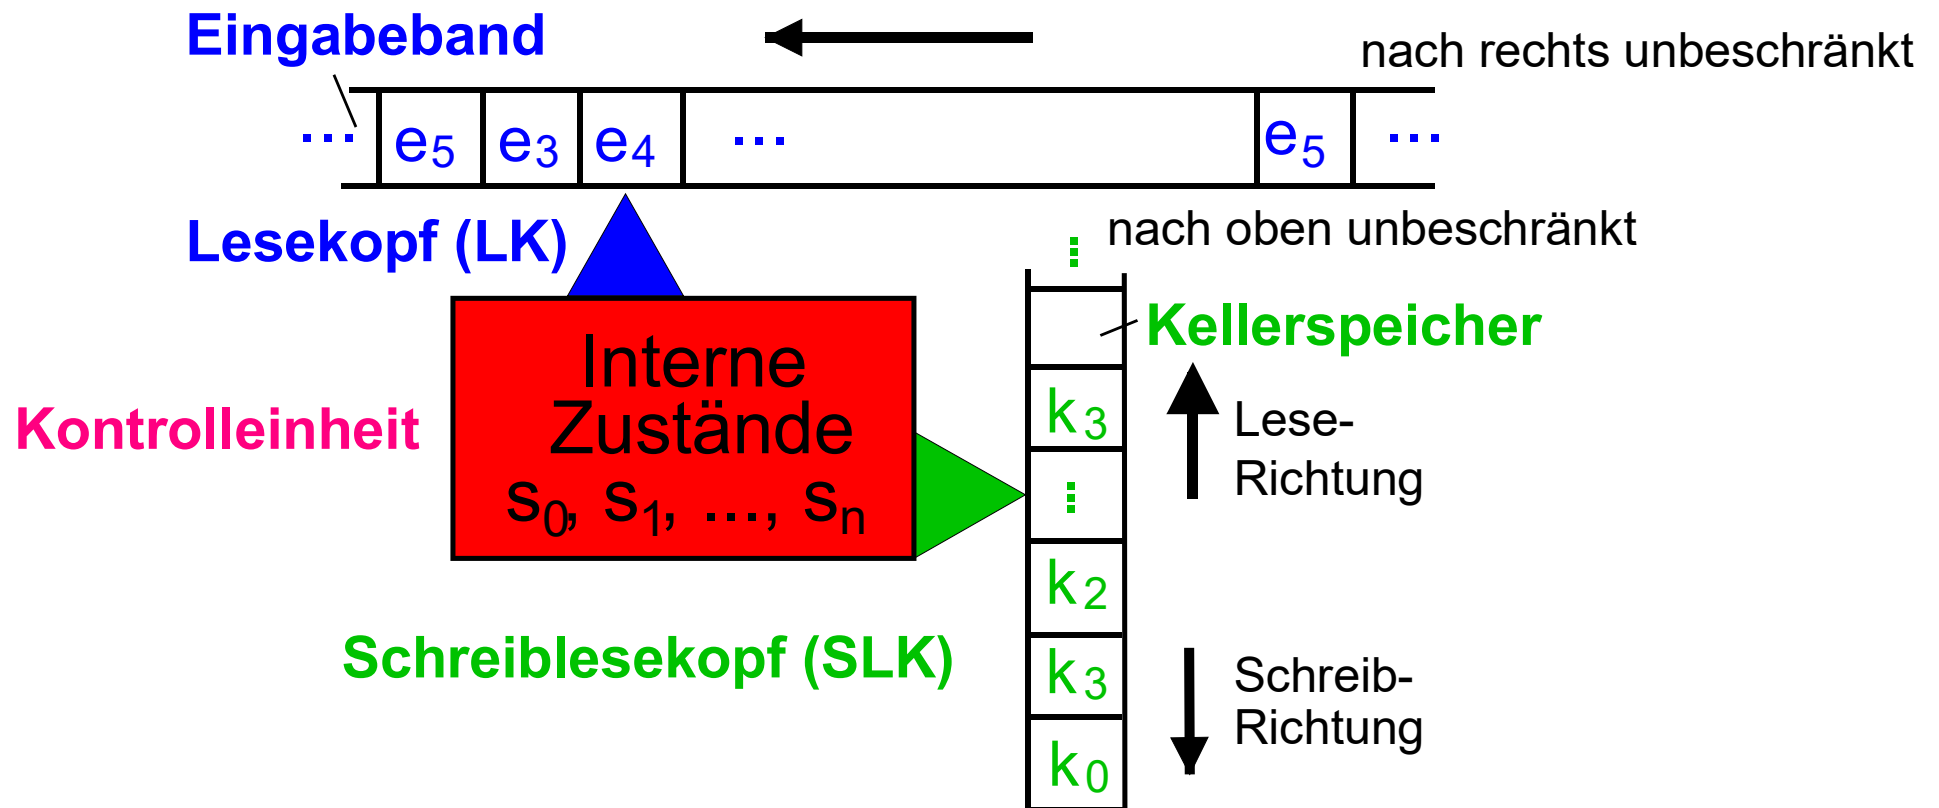 Eingabeband
nach rechts unbeschränkt
... e5 e3 e4 ... e5 ...
Lesekopf (LK)
nach oben unbeschränkt
Interne
Zustände
s0, s1, ..., sn
Kontrolleinheit
Kellerspeicher
k3
Lese-
Richtung
k2
Schreiblesekopf (SLK)
k3
Schreib-
Richtung
k0